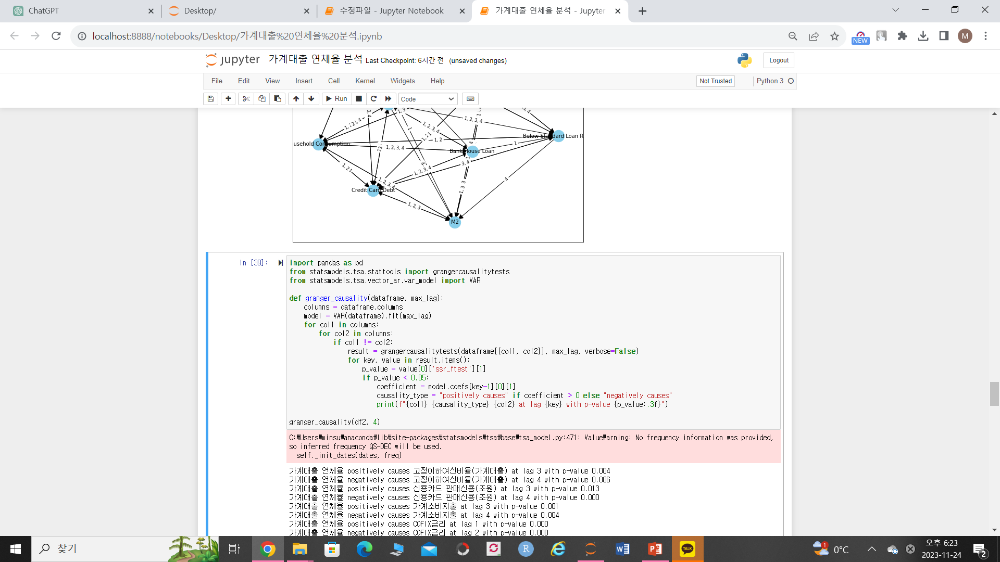 ChatGPT
Desktop/
수정파일 - Jupyter Notebook
가계대출 연체율 분석 - Jupyter
localhost:8888/notebooks/Desktop/가계대출%20연체율%20분석.ipynb
NEW
M
jupyter 가계대출 연체율 분석 Last Checkpoint: 6시간 전 (unsaved changes)
Logout
File Edit View Insert Cell Kernel Widgets Help
Not Trusted
Python 3
Run
Code
1, 2, 3, 4
Below Standard Loan R
usehold Consumption
1, 2
1
1, 2, 3, 4
Bank House Loan
3, 4
1, 2, 3, 4
1, 2, 3, 4
Credit Card Debt
4
1, 2, 3
M2
In [39]:
import pandas as pd
from statsmodels.tsa.stattools import grangercausalitytests
from statsmodels.tsa.vector_ar.var_model import VAR
def granger_causality(dataframe, max_lag):
columns = dataframe.columns
model = VAR(dataframe).fit(max_lag)
for col1 in columns:
for col2 in columns:
if col1 != col2:
result = grangercausalitytests(dataframe[[col1, col2]], max_lag, verbose=False)
for key, value in result.items():
p_value = value[0]['ssr_ftest'][1]
if p_value < 0.05:
coefficient = model.coefs[key-1][0][1]
causality_type = "positively causes" if coefficient > 0 else "negatively causes"
print(f"{col1} {causality_type} {col2} at lag {key} with p-value {p_value:.3f}")
granger_causality(df2, 4)
C:₩Users₩minsu₩anaconda₩lib₩site-packages₩statsmodels₩tsa₩base₩tsa_model.py:471: ValueWarning: No frequency information was provided,
so inferred frequency QS-DEC will be used.
self._init_dates(dates, freq)
가계대출 연체율 positively causes 고정이하여신비율(가계대출) at lag 3 with p-value 0.004
가계대출 연체율 negatively causes 고정이하여신비율(가계대출) at lag 4 with p-value 0.006
가계대출 연체율 positively causes 신용카드 판매신용(조원) at lag 3 with p-value 0.013
가계대출 연체율 negatively causes 신용카드 판매신용(조원) at lag 4 with p-value 0.000
가계대출 연체율 positively causes 가계소비지출 at lag 3 with p-value 0.001
가계대출 연체율 negatively causes 가계소비지출 at lag 4 with p-value 0.004
가계대출 연체율 positively causes COFIX금리 at lag 1 with p-value 0.000
가계대출 연체율 negatively causes COFIX금리 at lag 2 with p-value 0.000
찾기
R
TALK
1
0°C
오후 6:23
2023-11-24
2